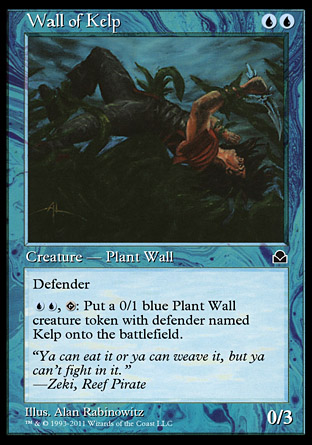 Wall of Kelp
AL
Creature — Plant Wall
Defender
: Put a 0/1 blue Plant Wall
creature token with defender named
Kelp onto the battlefield.
“Ya can eat it or ya can weave it, but ya
can’t fight in it.”
—Zeki, Reef Pirate
Illus. Alan Rabinowitz
™ & © 1993-2011 Wizards of the Coast LLC
0/3